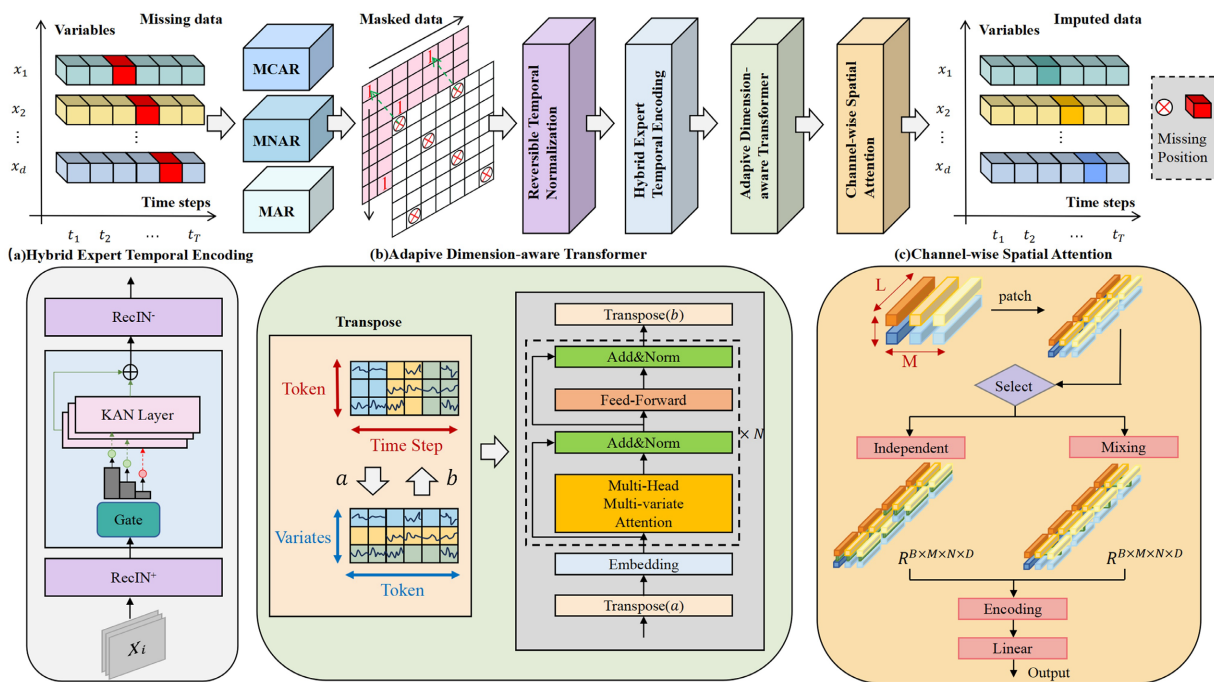 Missing data
Variables
x1
x2
⋮
⋮
xd
Time steps
t1 t2 ... tT
MCAR
MNAR
MAR
Masked data
Reversible Temporal
Normalization
Hybrid Expert
Temporal Encoding
Adaptive Dimension-
aware Transformer
Channel-wise Spatial
Attention
Imputed data
Variables
x1
x2
⋮
⋮
xd
Time steps
t1 t2 ... tT
Missing
Position
(a)Hybrid Expert Temporal Encoding
RecIN-
KAN Layer
Gate
RecIN+
Xi
(b)Adapive Dimension-aware Transformer
Transpose
Token
Time Step
a b
Variates
Token
Transpose(b)
Add&Norm
Feed-Forward
Add&Norm
× N
Multi-Head
Multi-variate
Attention
Embedding
Transpose(a)
(c)Channel-wise Spatial Attention
L
M
patch
Select
Independent
Mixing
R^{B×M×N×D}
R^{B×M×N×D}
Encoding
Linear
Output